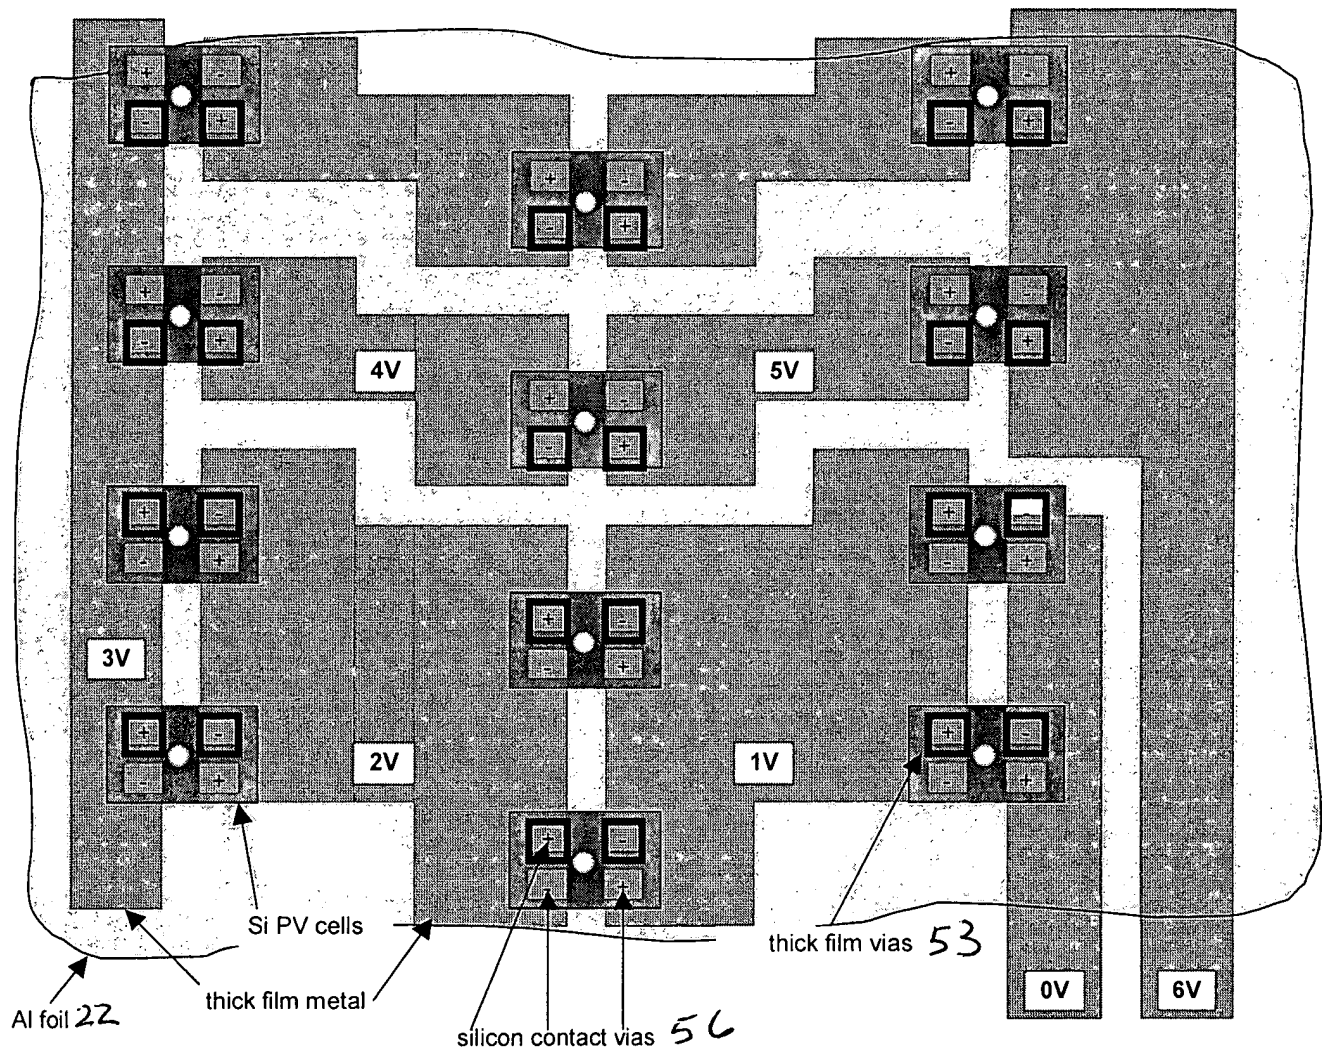 + - + -
- + - +
+ -
- +
+ - + -
- + - +
4V 5V
+ -
- +
+ - + -
- + - +
+ -
3V
- +
+ - + -
2V 1V
- + - +
+ -
- +
Si PV cells
thick film vias 53
thick film metal
0V 6V
Al foil 22
silicon contact vias 56